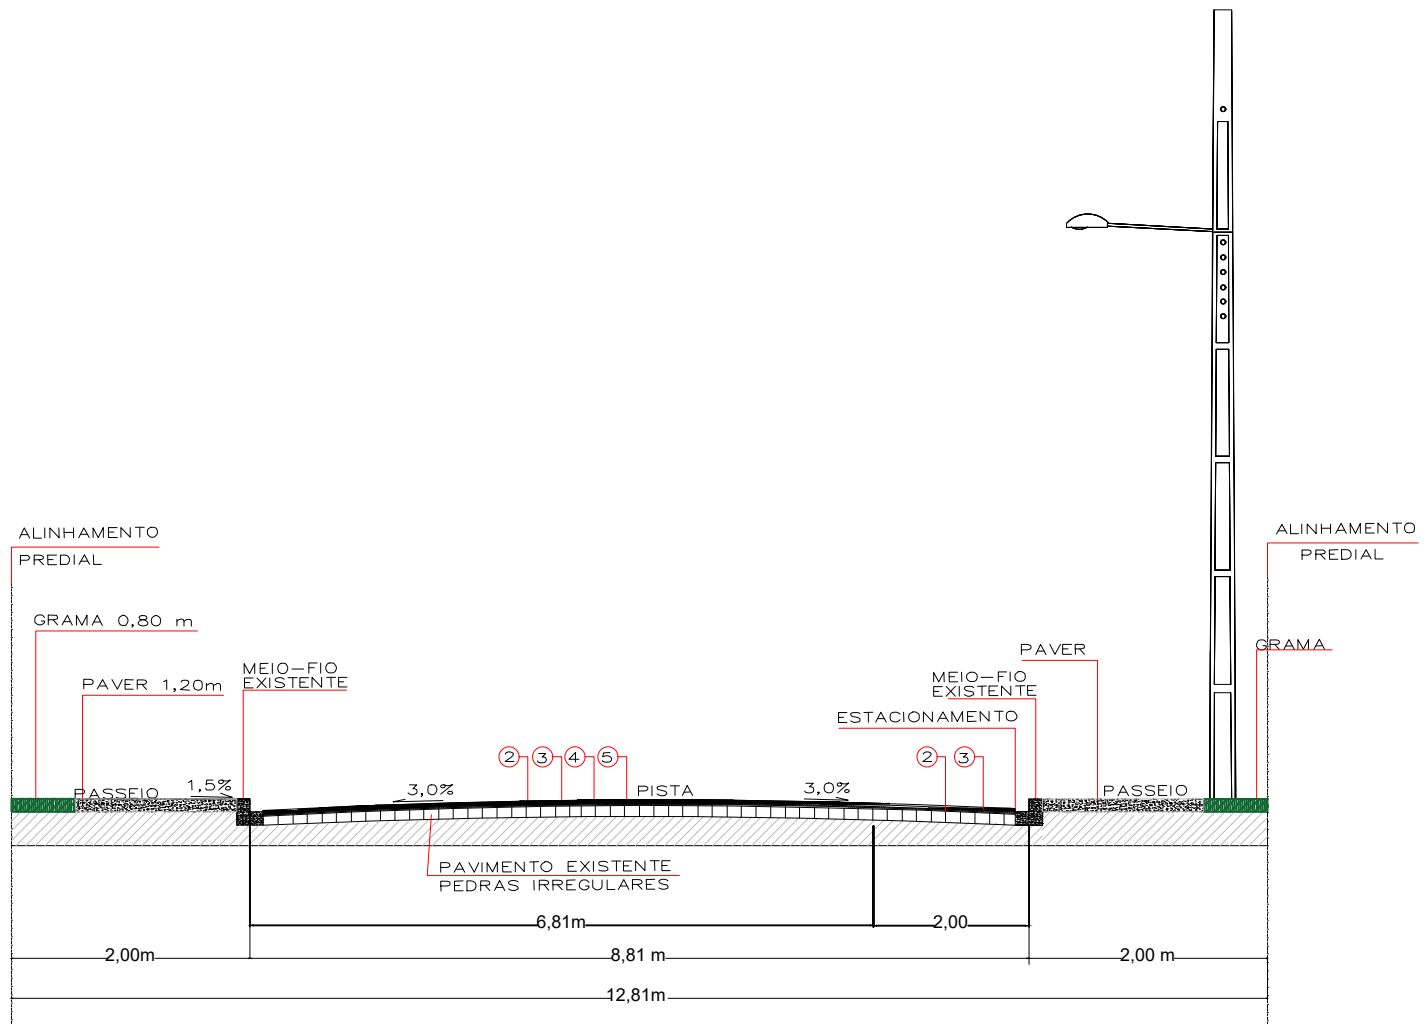 ALINHAMENTO
PREDIAL
ALINHAMENTO
PREDIAL
GRAMA 0,80 m
GRAMA
PAVER
MEIO-FIO
EXISTENTE
MEIO-FIO
EXISTENTE
PAVER 1,20m
ESTACIONAMENTO
2 3 4 5
2 3
PASSEIO
1,5%
3,0%
PISTA
3,0%
PASSEIO
PAVIMENTO EXISTENTE
PEDRAS IRREGULARES
6,81m
2,00
2,00m
8,81 m
2,00 m
12,81m